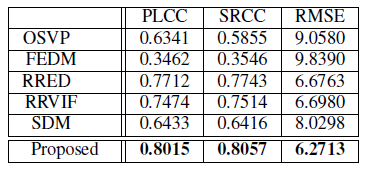 PLCC SRCC RMSE
OSVP 0.6341 0.5855 9.0580
FEDM 0.3462 0.3546 9.8390
RRED 0.7712 0.7743 6.6763
RRVIF 0.7474 0.7514 6.6980
SDM 0.6433 0.6416 8.0298
Proposed 0.8015 0.8057 6.2713